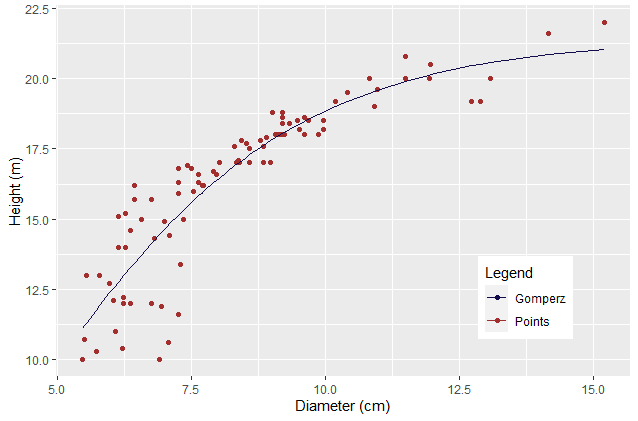 22.5
20.0
17.5
15.0
12.5
10.0
Height (m)
5.0 7.5 10.0 12.5 15.0
Diameter (cm)
Legend
Gomperz
Points